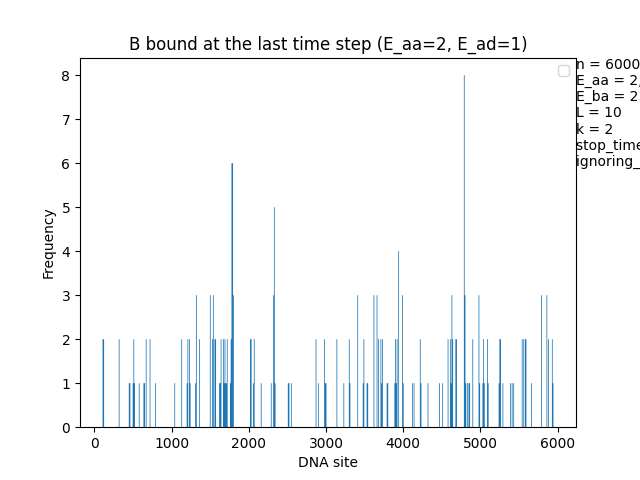 B bound at the last time step (E_aa=2, E_ad=1)
n = 6000
E_aa = 2,
E_ba = 2.
L = 10
k = 2
stop_time
ignoring_
8
7
6
5
4
3
2
1
0
Frequency
0 1000 2000 3000 4000 5000 6000
DNA site